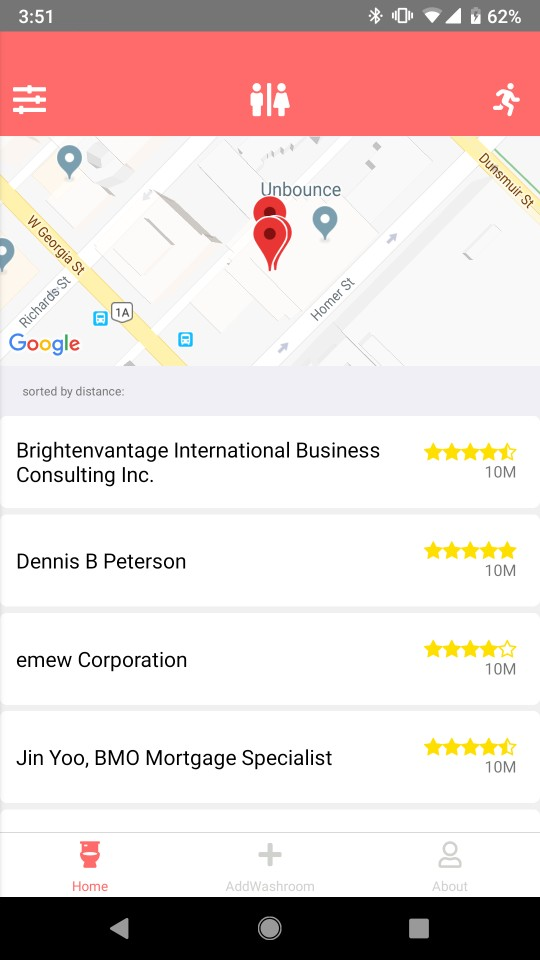 3:51
62%
Unbounce
Dunsmuir St
W Georgia St
Richards St
1A
Homer St
Google
sorted by distance:
Brightenvantage International Business
Consulting Inc.
10M
Dennis B Peterson
10M
emew Corporation
10M
Jin Yoo, BMO Mortgage Specialist
10M
Home
AddWashroom
About